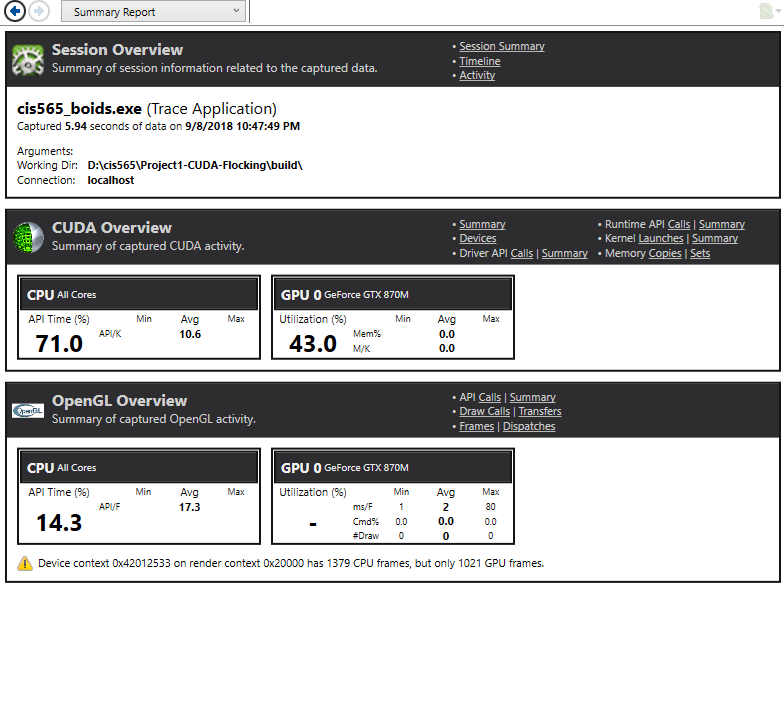 Summary Report
Session Overview
Summary of session information related to the captured data.
• Session Summary
• Timeline
• Activity
cis565_boids.exe (Trace Application)
Captured 5.94 seconds of data on 9/8/2018 10:47:49 PM
Arguments:
Working Dir: D:\cis565\Project1-CUDA-Flocking\build\
Connection: localhost
CUDA Overview
Summary of captured CUDA activity.
• Summary
• Devices
• Driver API Calls | Summary
• Runtime API Calls | Summary
• Kernel Launches | Summary
• Memory Copies | Sets
CPU All Cores
API Time (%) Min Avg Max
71.0 API/K 10.6
GPU 0 GeForce GTX 870M
Utilization (%) Min Avg Max
43.0 Mem% 0.0
M/K 0.0
OpenGL
OpenGL Overview
Summary of captured OpenGL activity.
• API Calls | Summary
• Draw Calls | Transfers
• Frames | Dispatches
CPU All Cores
API Time (%) Min Avg Max
14.3 API/F 17.3
GPU 0 GeForce GTX 870M
Utilization (%) Min Avg Max
ms/F 1 2 80
- Cmd% 0.0 0.0 0.0
#Draw 0 0 0
Device context 0x42012533 on render context 0x20000 has 1379 CPU frames, but only 1021 GPU frames.